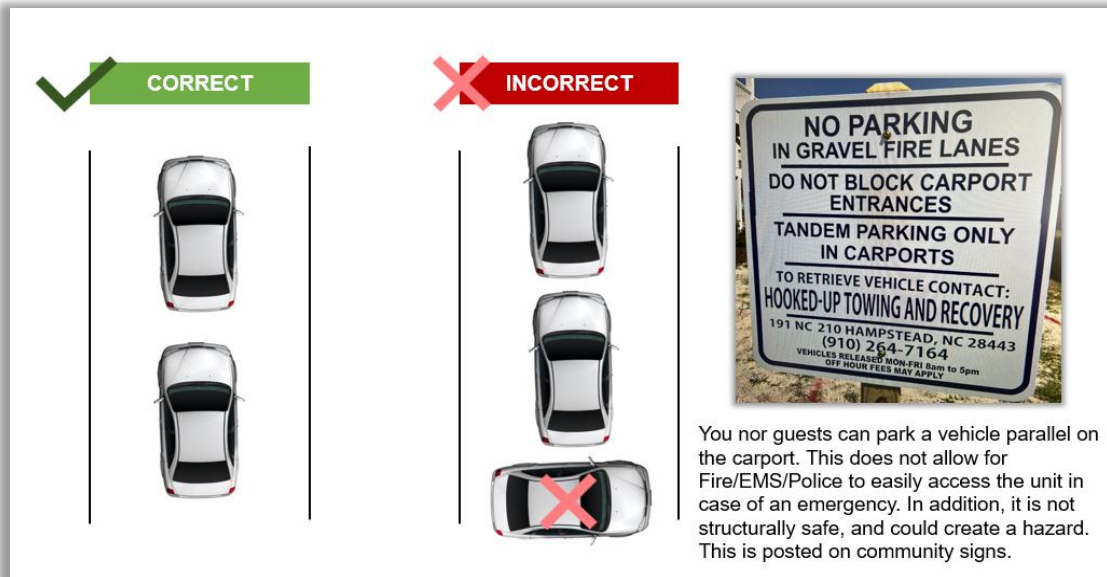 CORRECT
INCORRECT
NO PARKING
IN GRAVEL FIRE LANES
DO NOT BLOCK CARPORT
ENTRANCES
TANDEM PARKING ONLY
IN CARPORTS
TO RETRIEVE VEHICLE CONTACT:
HOOKED-UP TOWING AND RECOVERY
191 NC 210 HAMPSTEAD, NC 28443
(910) 264-7164
VEHICLES RELEASED MON-FRI 8am to 5pm
OFF HOUR FEES MAY APPLY
You nor guests can park a vehicle parallel on
the carport. This does not allow for
Fire/EMS/Police to easily access the unit in
case of an emergency. In addition, it is not
structurally safe, and could create a hazard.
This is posted on community signs.